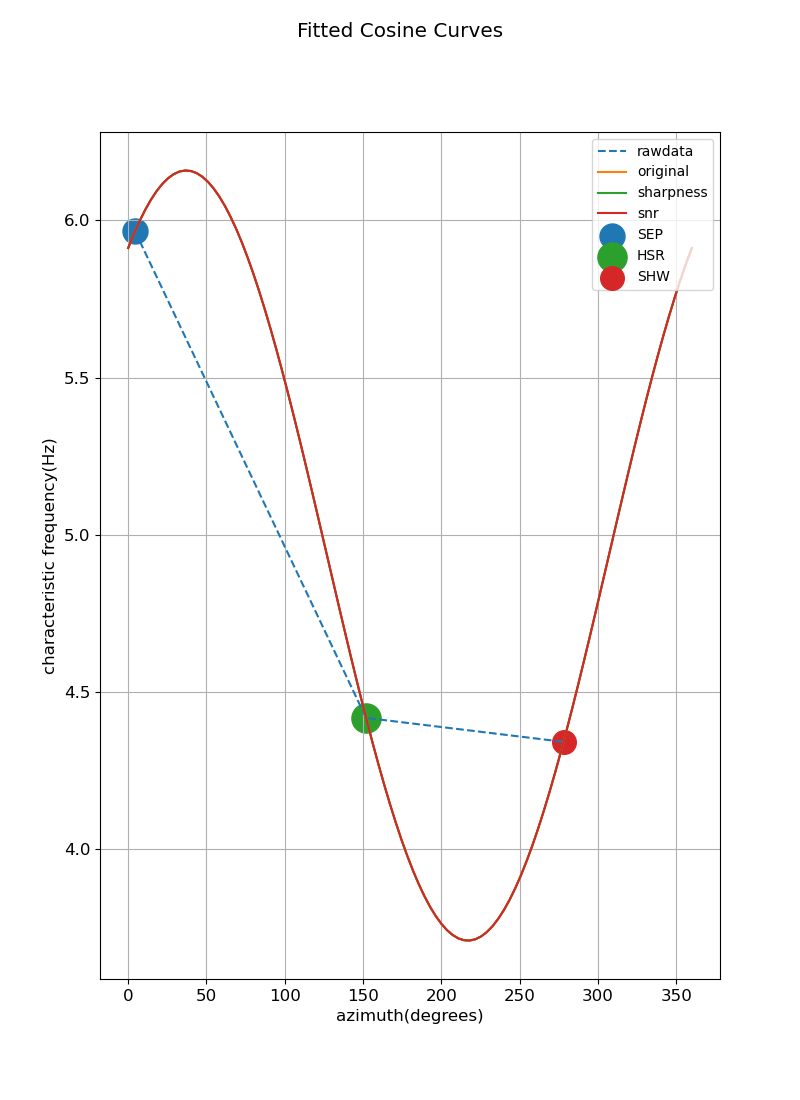 Fitted Cosine Curves
rawdata
original
sharpness
snr
SEP
HSR
SHW
characteristic frequency(Hz)
6.0
5.5
5.0
4.5
4.0
0 50 100 150 200 250 300 350
azimuth(degrees)